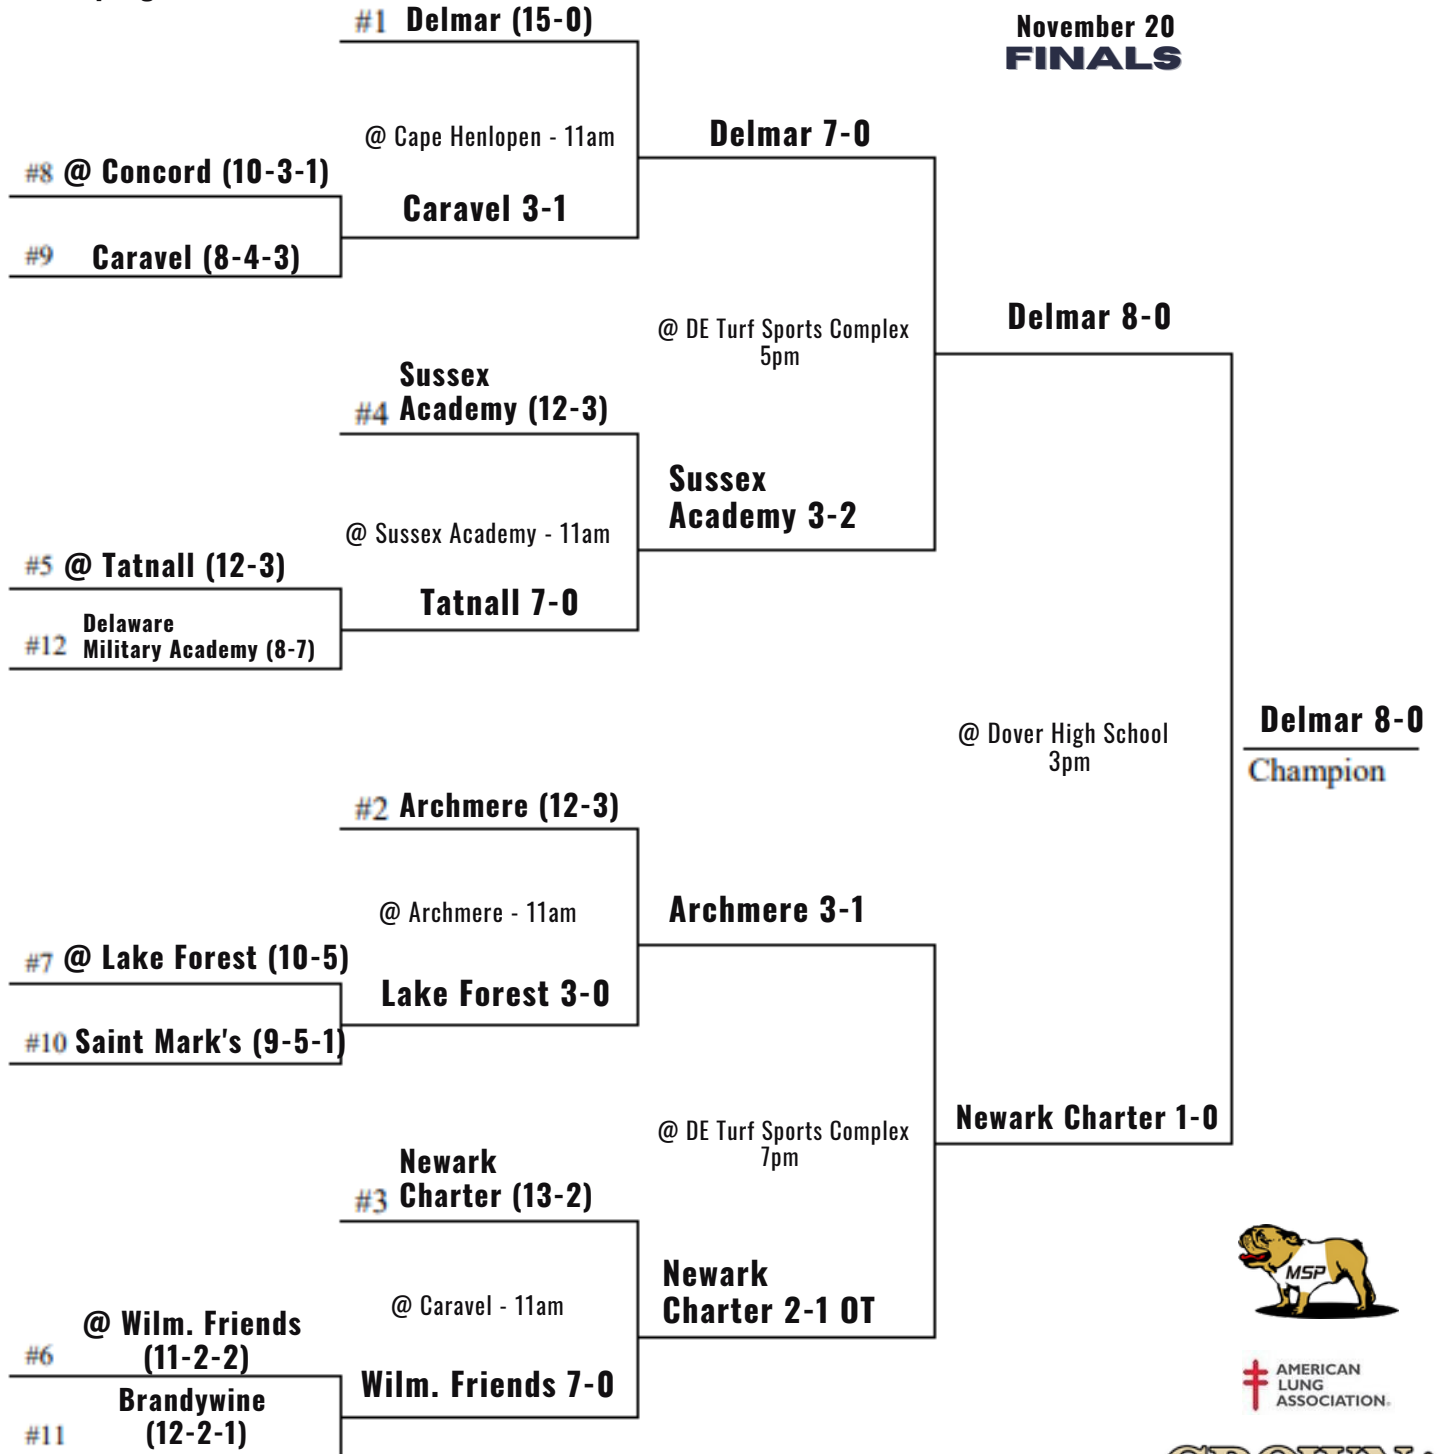 #1 Delmar (15-0)
November 20
FINALS
@ Cape Henlopen - 11am
Delmar 7-0
#8 @ Concord (10-3-1)
Caravel 3-1
#9 Caravel (8-4-3)
Delmar 8-0
@ DE Turf Sports Complex
5pm
Sussex
#4 Academy (12-3)
Sussex
Academy 3-2
@ Sussex Academy - 11am
#5 @ Tatnall (12-3)
Tatnall 7-0
Delaware
#12 Military Academy (8-7)
Delmar 8-0
@ Dover High School
3pm
Champion
#2 Archmere (12-3)
@ Archmere - 11am
Archmere 3-1
#7 @ Lake Forest (10-5)
Lake Forest 3-0
#10 Saint Mark's (9-5-1)
Newark Charter 1-0
@ DE Turf Sports Complex
7pm
Newark
#3 Charter (13-2)
Newark
Charter 2-1 OT
@ Caravel - 11am
@ Wilm. Friends
#6 (11-2-2)
Wilm. Friends 7-0
Brandywine
#11 (12-2-1)
MSP
AMERICAN
LUNG
ASSOCIATION.